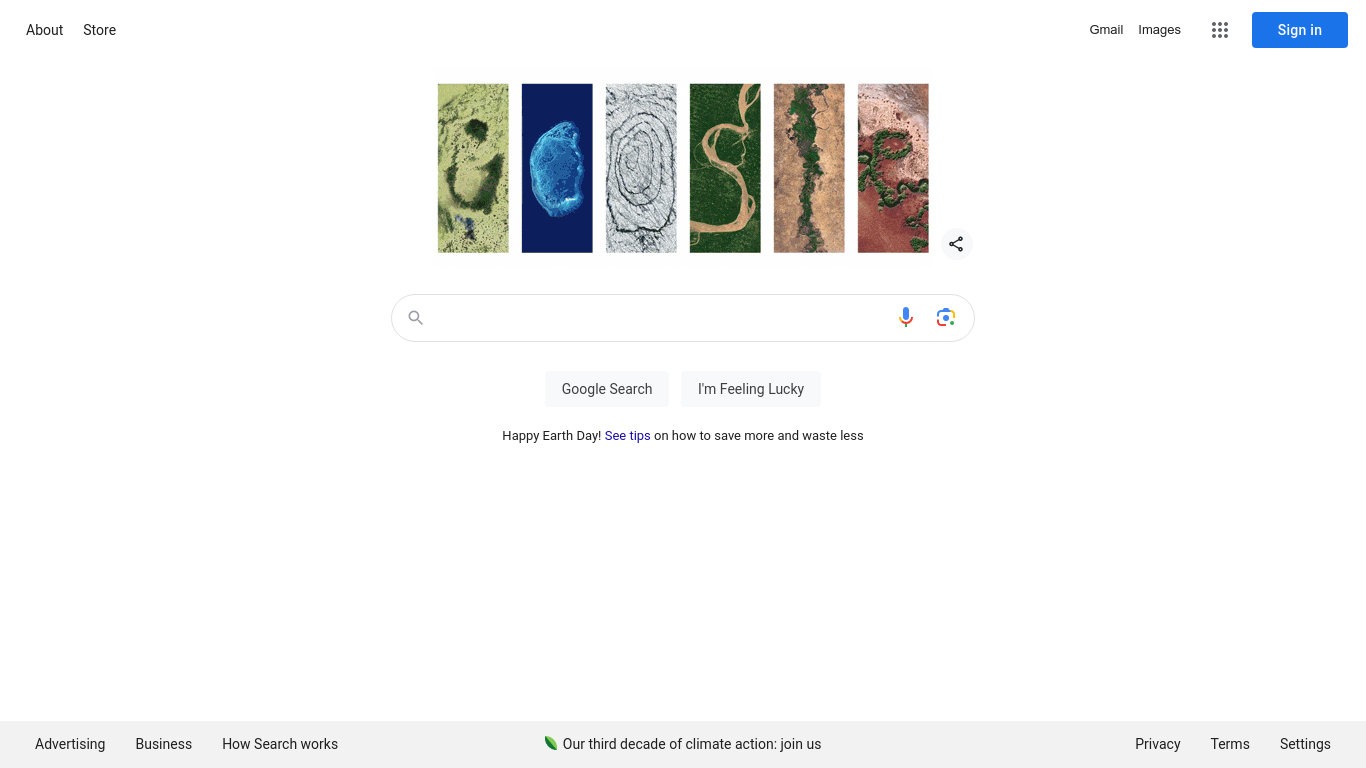 About Store
Gmail Images
Sign in
Google Search
I'm Feeling Lucky
Happy Earth Day! See tips on how to save more and waste less
Advertising Business How Search works
Our third decade of climate action: join us
Privacy Terms Settings